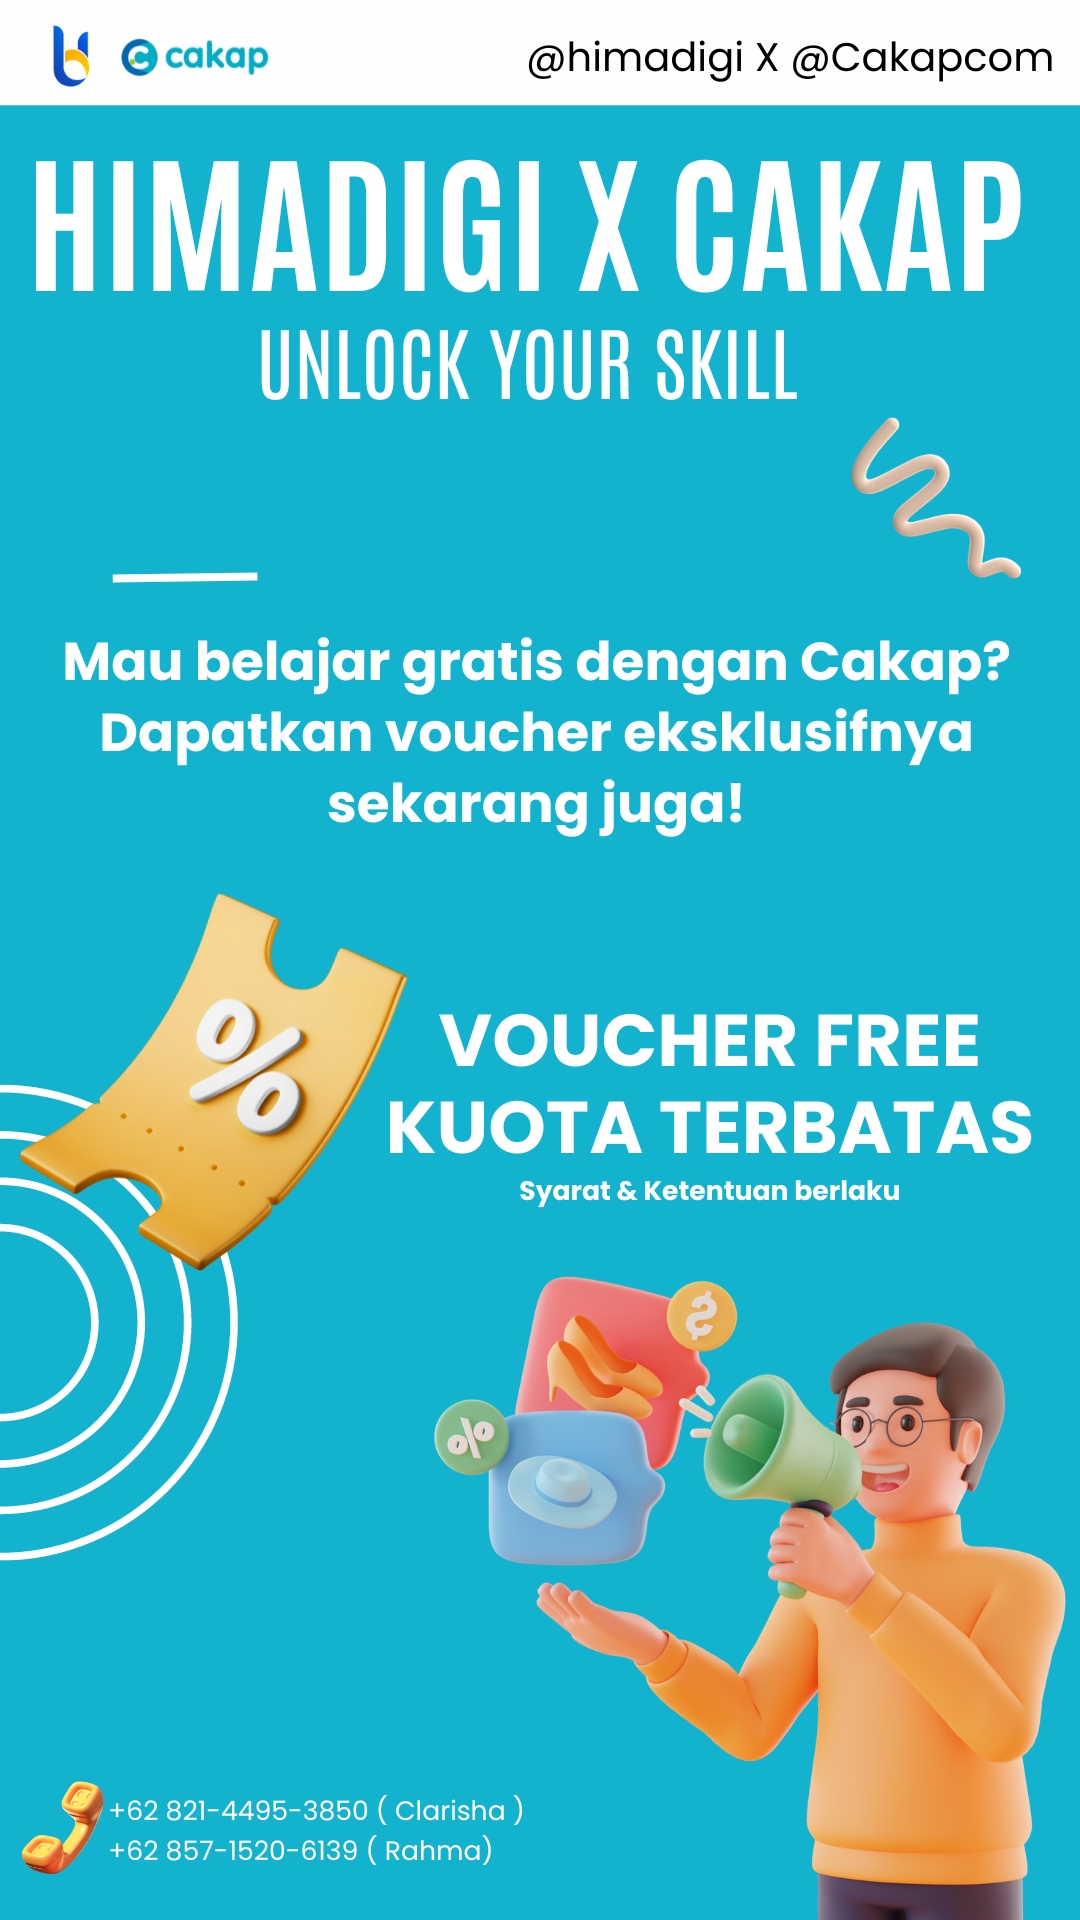 cakap
@himadigi X @Cakapcom
HIMADIGI X CAKAP
UNLOCK YOUR SKILL
Mau belajar gratis dengan Cakap?
Dapatkan voucher eksklusifnya
sekarang juga!
%
VOUCHER FREE
KUOTA TERBATAS
Syarat & Ketentuan berlaku
$
%
+62 821-4495-3850 ( Clarisha )
+62 857-1520-6139 ( Rahma)